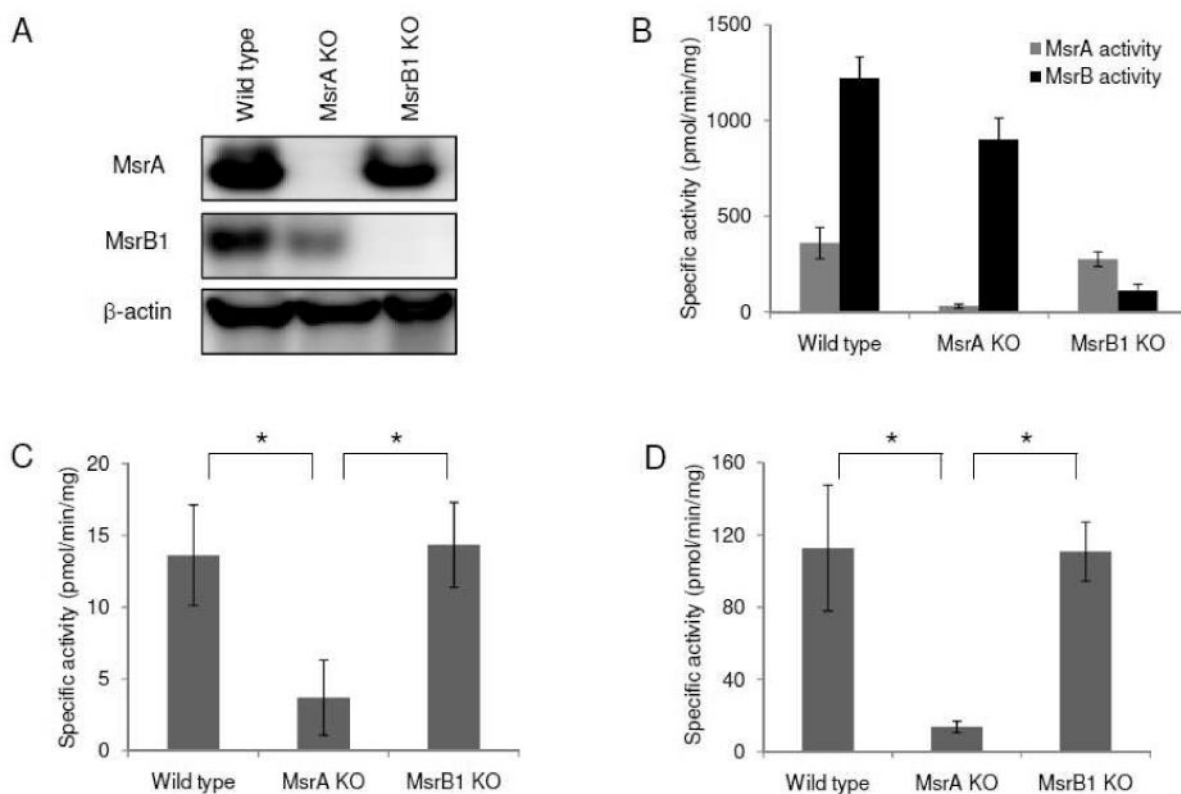 A
Wild type
MsrA KO
MsrB1 KO
MsrA
MsrB1
β-actin
B
Specific activity (pmol/min/mg)
1500
1000
500
0
MsrA activity
MsrB activity
Wild type
MsrA KO
MsrB1 KO
C
Specific activity (pmol/min/mg)
20
15
10
5
0
*
*
Wild type
MsrA KO
MsrB1 KO
D
Specific activity (pmol/min/mg)
160
120
80
40
0
*
*
Wild type
MsrA KO
MsrB1 KO